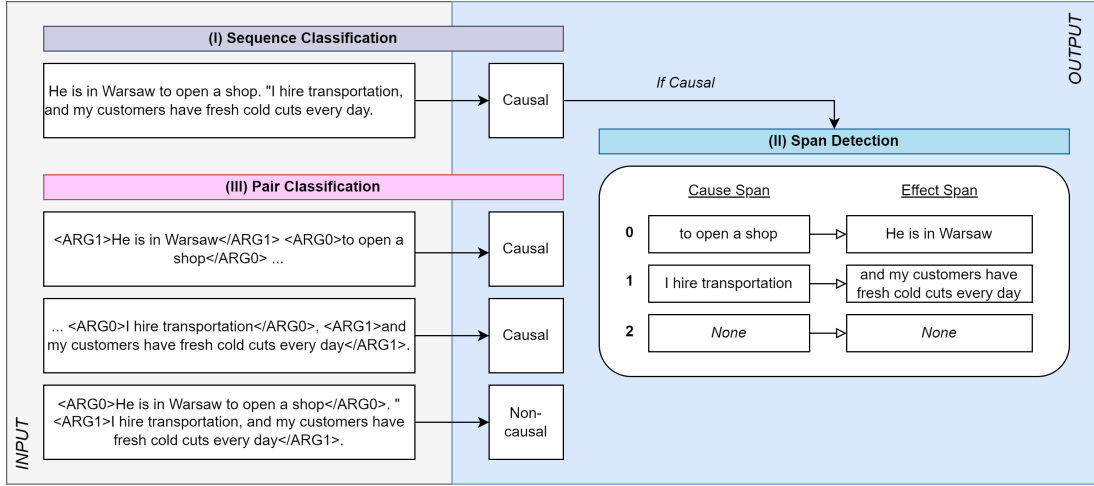 (I) Sequence Classification
He is in Warsaw to open a shop. "I hire transportation,
and my customers have fresh cold cuts every day.
Causal
If Causal
OUTPUT
(II) Span Detection
Cause Span
Effect Span
0
to open a shop
He is in Warsaw
1
I hire transportation
and my customers have
fresh cold cuts every day
2
None
None
(III) Pair Classification
<ARG1>He is in Warsaw</ARG1> <ARG0>to open a
shop</ARG0> ...
Causal
... <ARG0>I hire transportation</ARG0>, <ARG1>and
my customers have fresh cold cuts every day</ARG1>.
Causal
<ARG0>He is in Warsaw to open a shop</ARG0>. "
<ARG1>I hire transportation, and my customers have
fresh cold cuts every day</ARG1>.
Non-
causal
INPUT